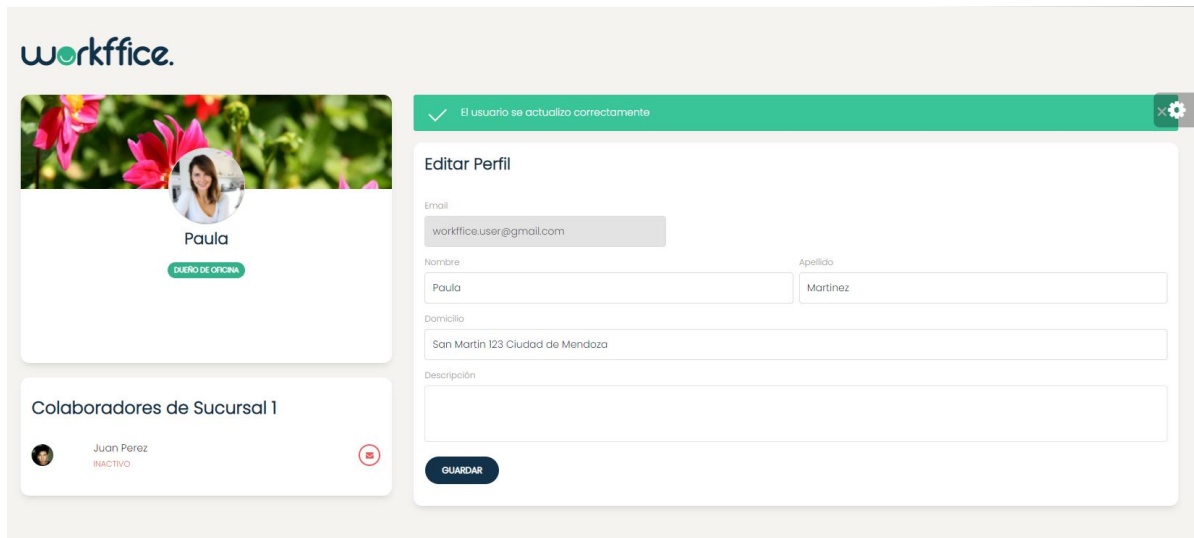 workffice.
Paula
DUEÑO DE OFICINA
Colaboradores de Sucursal 1
Juan Perez
INACTIVO
El usuario se actualizo correctamente
Editar Perfil
Email
workffice.user@gmail.com
Nombre
Apellido
Paula
Martinez
Domicilio
San Martin 123 Ciudad de Mendoza
Descripción
GUARDAR